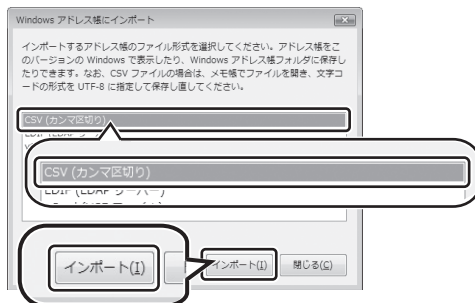 Windows アドレス帳にインポート
インポートするアドレス帳のファイル形式を選択してください。アドレス帳をこ
のバージョンの Windows で表示したり、Windows アドレス帳フォルダに保存し
たりできます。なお、CSV ファイルの場合は、メモ帳でファイルを開き、文字コ
ードの形式を UTF-8 に指定して保存し直してください。
CSV (カンマ区切り)
CSV (カンマ区切り)
インポート(I)
インポート(I)
閉じる(C)